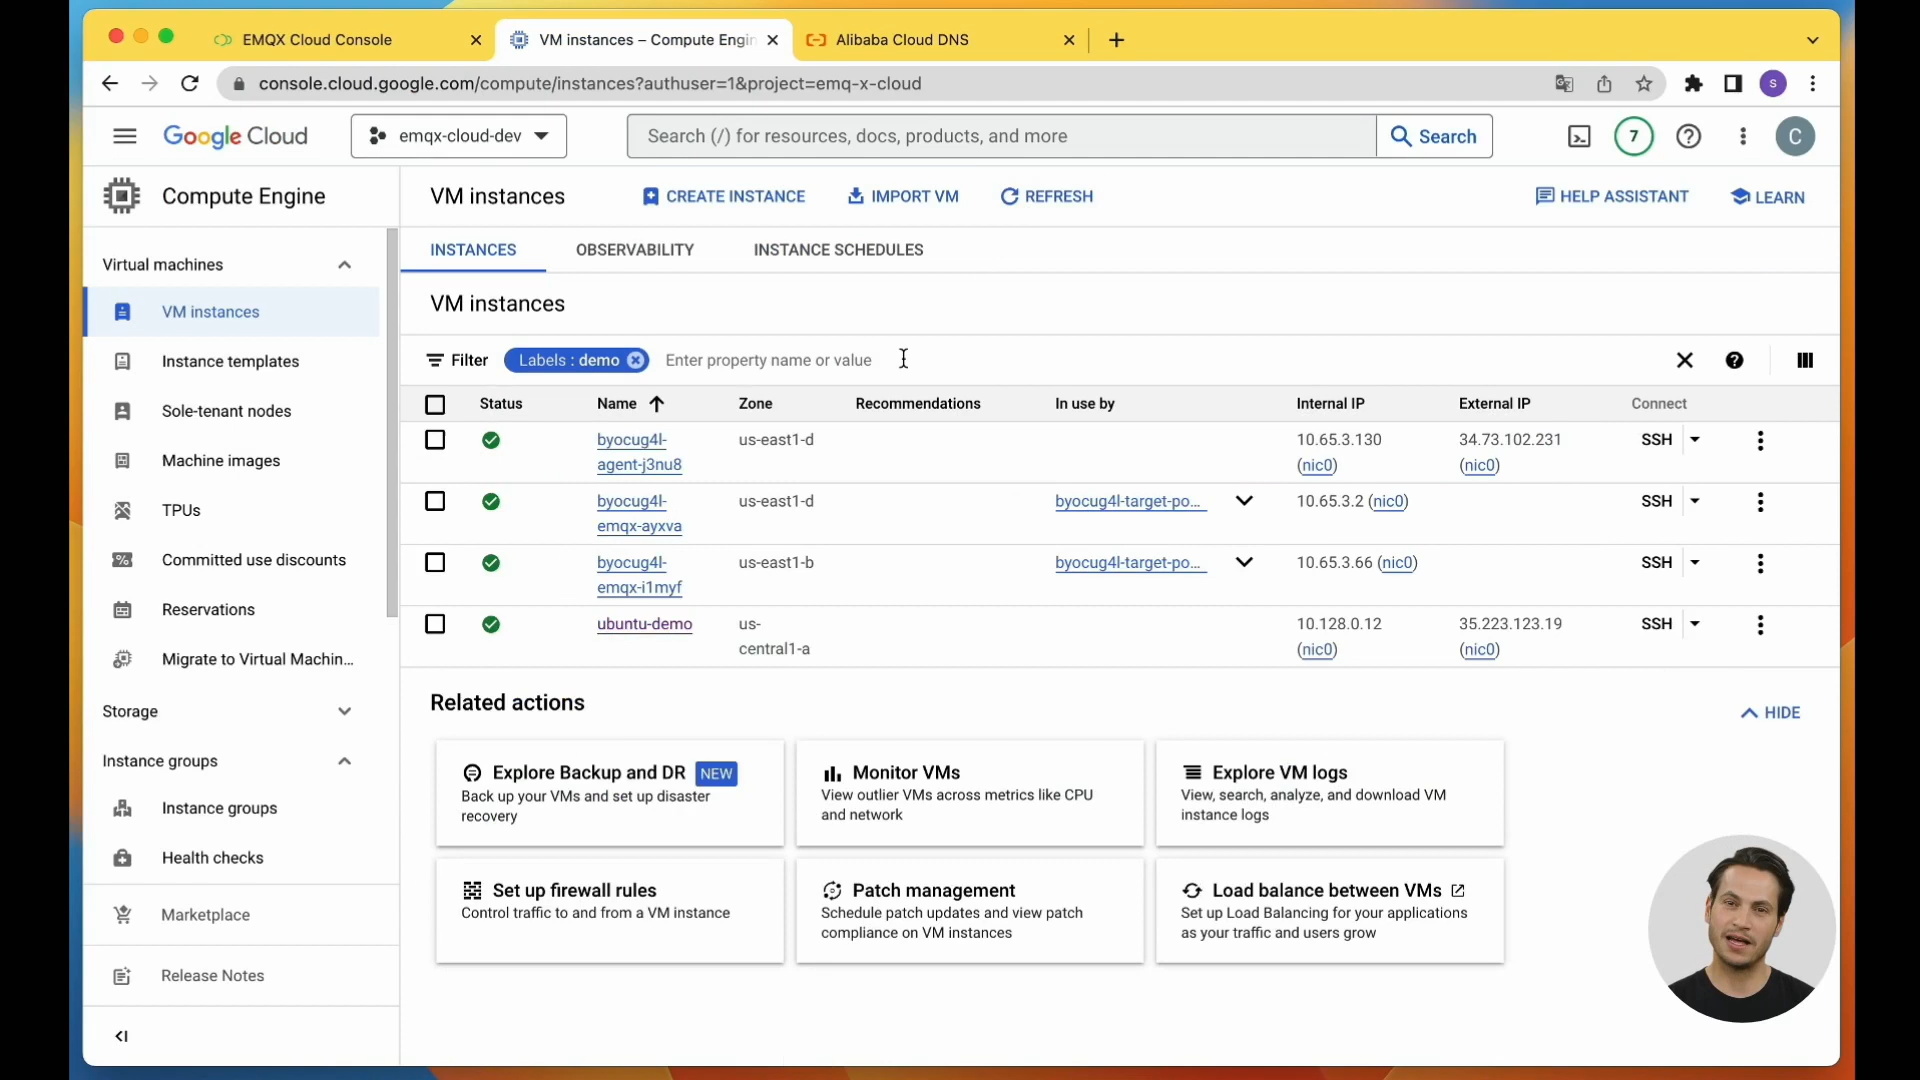 EMQX Cloud Console
VM instances – Compute Engin
Alibaba Cloud DNS
console.cloud.google.com/compute/instances?authuser=1&project=emq-x-cloud
S
Google Cloud
emqx-cloud-dev
Search (/) for resources, docs, products, and more
Search
7
C
Compute Engine
VM instances
CREATE INSTANCE
IMPORT VM
REFRESH
HELP ASSISTANT
LEARN
Virtual machines
VM instances
Instance templates
Sole-tenant nodes
Machine images
TPUs
Committed use discounts
Reservations
Migrate to Virtual Machin...
Storage
Instance groups
Instance groups
Health checks
Marketplace
Release Notes
INSTANCES
OBSERVABILITY
INSTANCE SCHEDULES
VM instances
Filter
Labels : demo
Enter property name or value
Status
Name
Zone
Recommendations
In use by
Internal IP
External IP
Connect
byocug4l-
agent-j3nu8
us-east1-d
10.65.3.130
(nic0)
34.73.102.231
(nic0)
SSH
byocug4l-
emqx-ayxva
us-east1-d
byocug4l-target-po...
10.65.3.2 (nic0)
SSH
byocug4l-
emqx-i1myf
us-east1-b
byocug4l-target-po...
10.65.3.66 (nic0)
SSH
ubuntu-demo
us-
central1-a
10.128.0.12
(nic0)
35.223.123.19
(nic0)
SSH
Related actions
HIDE
Explore Backup and DR NEW
Back up your VMs and set up disaster
recovery
Monitor VMs
View outlier VMs across metrics like CPU
and network
Explore VM logs
View, search, analyze, and download VM
instance logs
Set up firewall rules
Control traffic to and from a VM instance
Patch management
Schedule patch updates and view patch
compliance on VM instances
Load balance between VMs
Set up Load Balancing for your applications
as your traffic and users grow